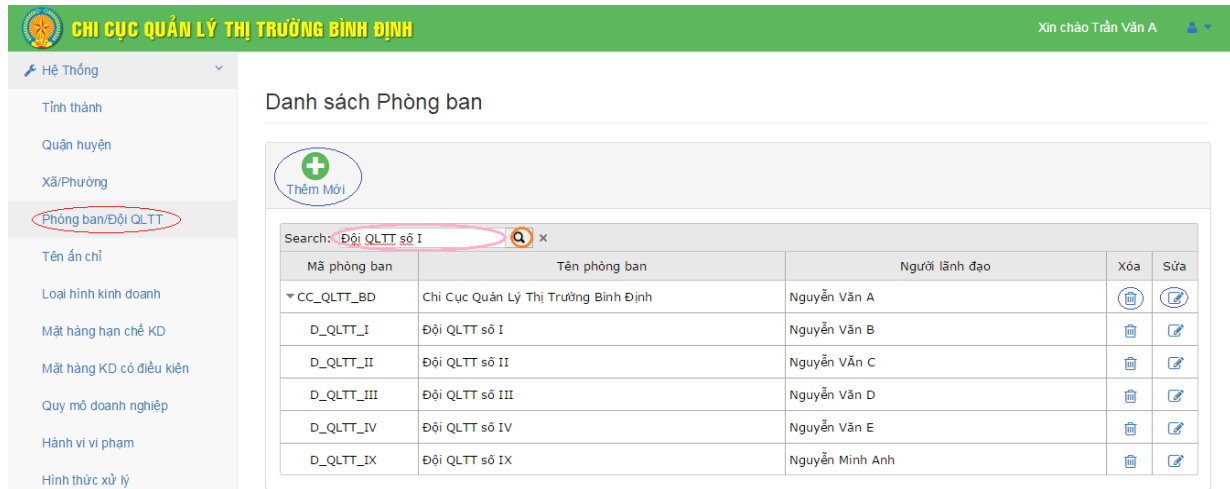 CHI CỤC QUẢN LÝ THỊ TRƯỜNG BÌNH ĐỊNH
Xin chào Trần Văn A
Hệ Thống
Tỉnh thành
Quận huyện
Xã/Phường
Phòng ban/Đội QLTT
Tên ấn chỉ
Loại hình kinh doanh
Mặt hàng hạn chế KD
Mặt hàng KD có điều kiện
Quy mô doanh nghiệp
Hành vi vi phạm
Hình thức xử lý
Danh sách Phòng ban
Thêm Mới
Search: Đội QLTT số I ×
Mã phòng ban Tên phòng ban Người lãnh đạo Xóa Sửa
CC_QLTT_BD Chi Cục Quản Lý Thị Trường Bình Định Nguyễn Văn A
D_QLTT_I Đội QLTT số I Nguyễn Văn B
D_QLTT_II Đội QLTT số II Nguyễn VĂn C
D_QLTT_III Đội QLTT số III Nguyễn Văn D
D_QLTT_IV Đội QLTT số IV Nguyễn Văn E
D_QLTT_IX Đội QLTT số IX Nguyễn Minh Anh